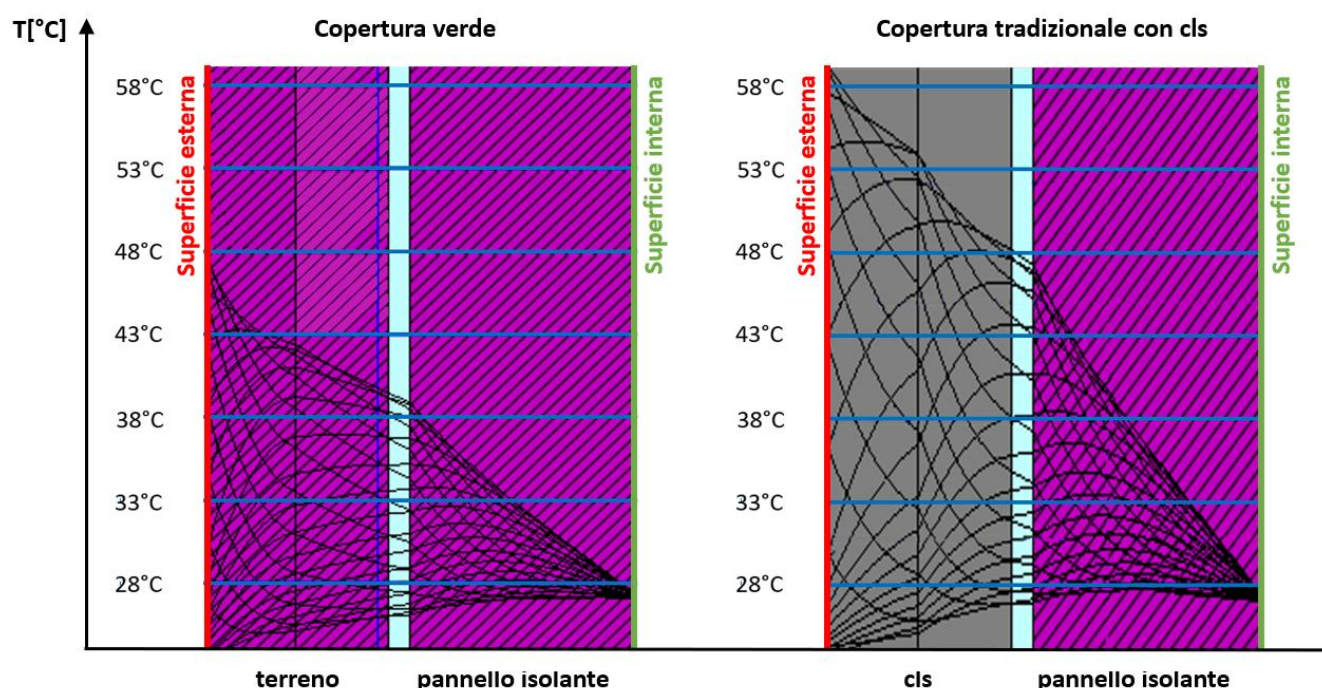 T[°C]
Copertura verde
Copertura tradizionale con cls
58°C
53°C
48°C
43°C
38°C
33°C
28°C
Superficie esterna
Superficie interna
58°C
53°C
48°C
43°C
38°C
33°C
28°C
Superficie esterna
Superficie interna
terreno
pannello isolante
cls
pannello isolante